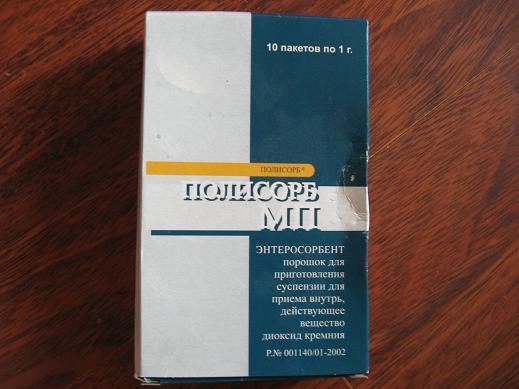 10 пакетов по 1 г.
ПОЛИСОРБ®
ПОЛИСОРБ
МП
ЭНТЕРОСОРБЕНТ
порошок для
приготовления
суспензии для
приема внутрь,
действующее
вещество
диоксид кремния
Р.№ 001140/01-2002